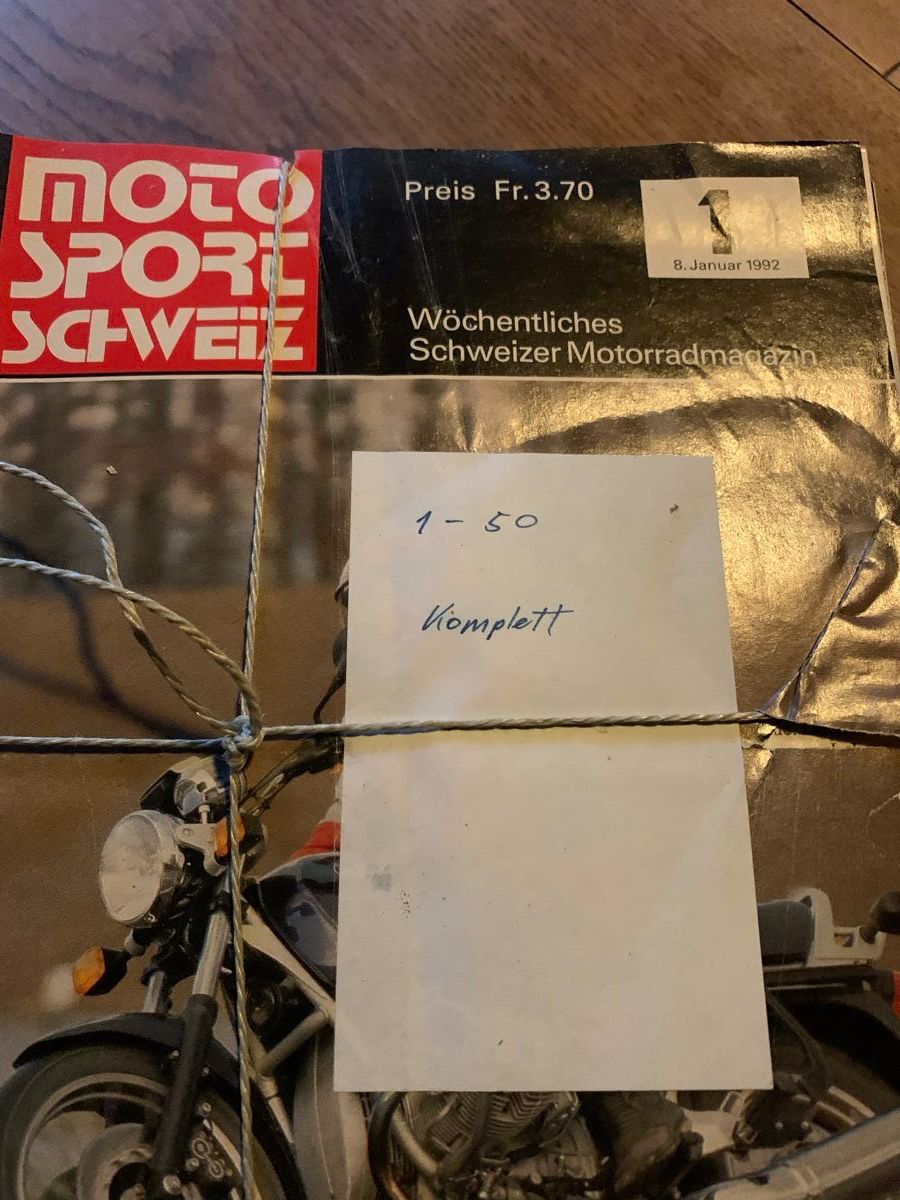 MOTO
SPORT
SCHWEIZ
Preis Fr. 3.70
1
8. Januar 1992
Wöchentliches
Schweizer Motorradmagazin
1 - 50
Komplett